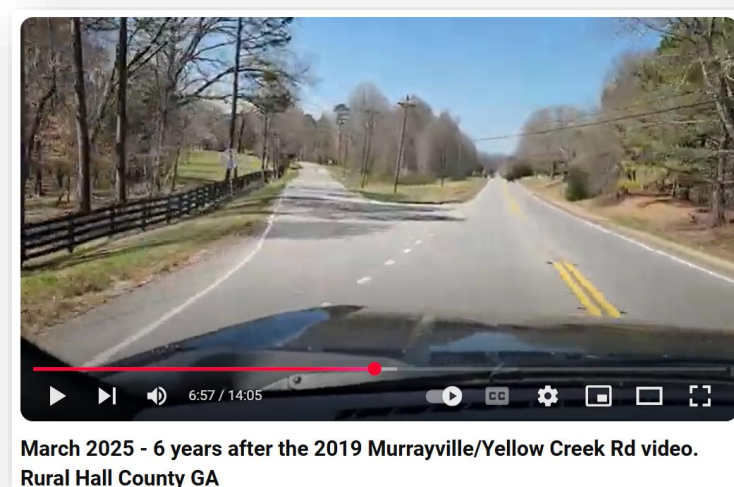 6:57 / 14:05
CC
March 2025 - 6 years after the 2019 Murrayville/Yellow Creek Rd video.
Rural Hall County GA